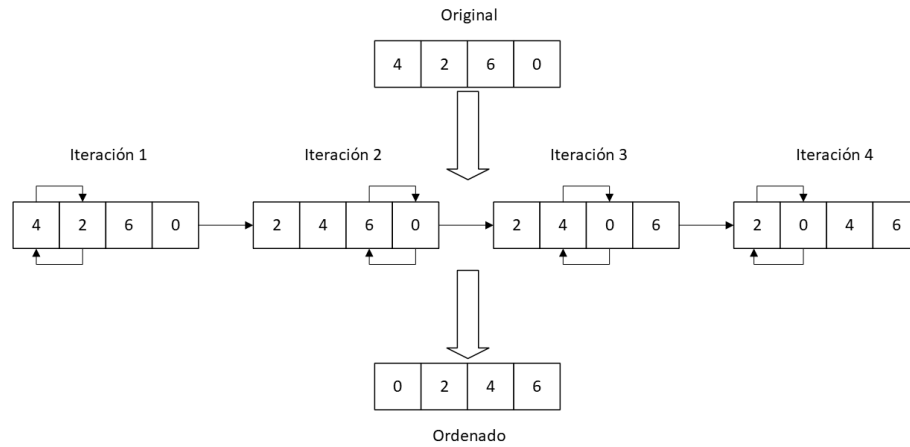 Original
4 2 6 0
Iteración 1
Iteración 2
Iteración 3
Iteración 4
4 2 6 0
2 4 6 0
2 4 0 6
2 0 4 6
0 2 4 6
Ordenado